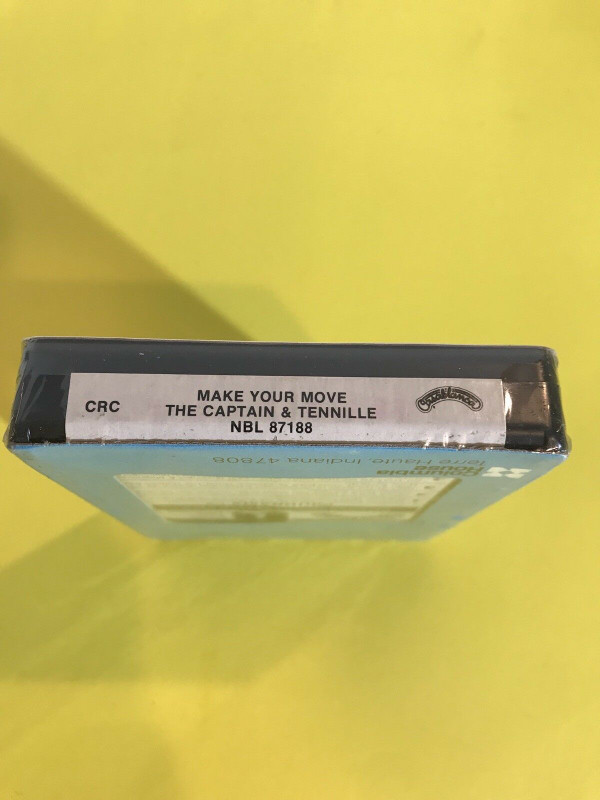 CRC
MAKE YOUR MOVE
THE CAPTAIN & TENNILLE
NBL 87188
Casablanca
Columbia
House
Terre Haute, Indiana 47808